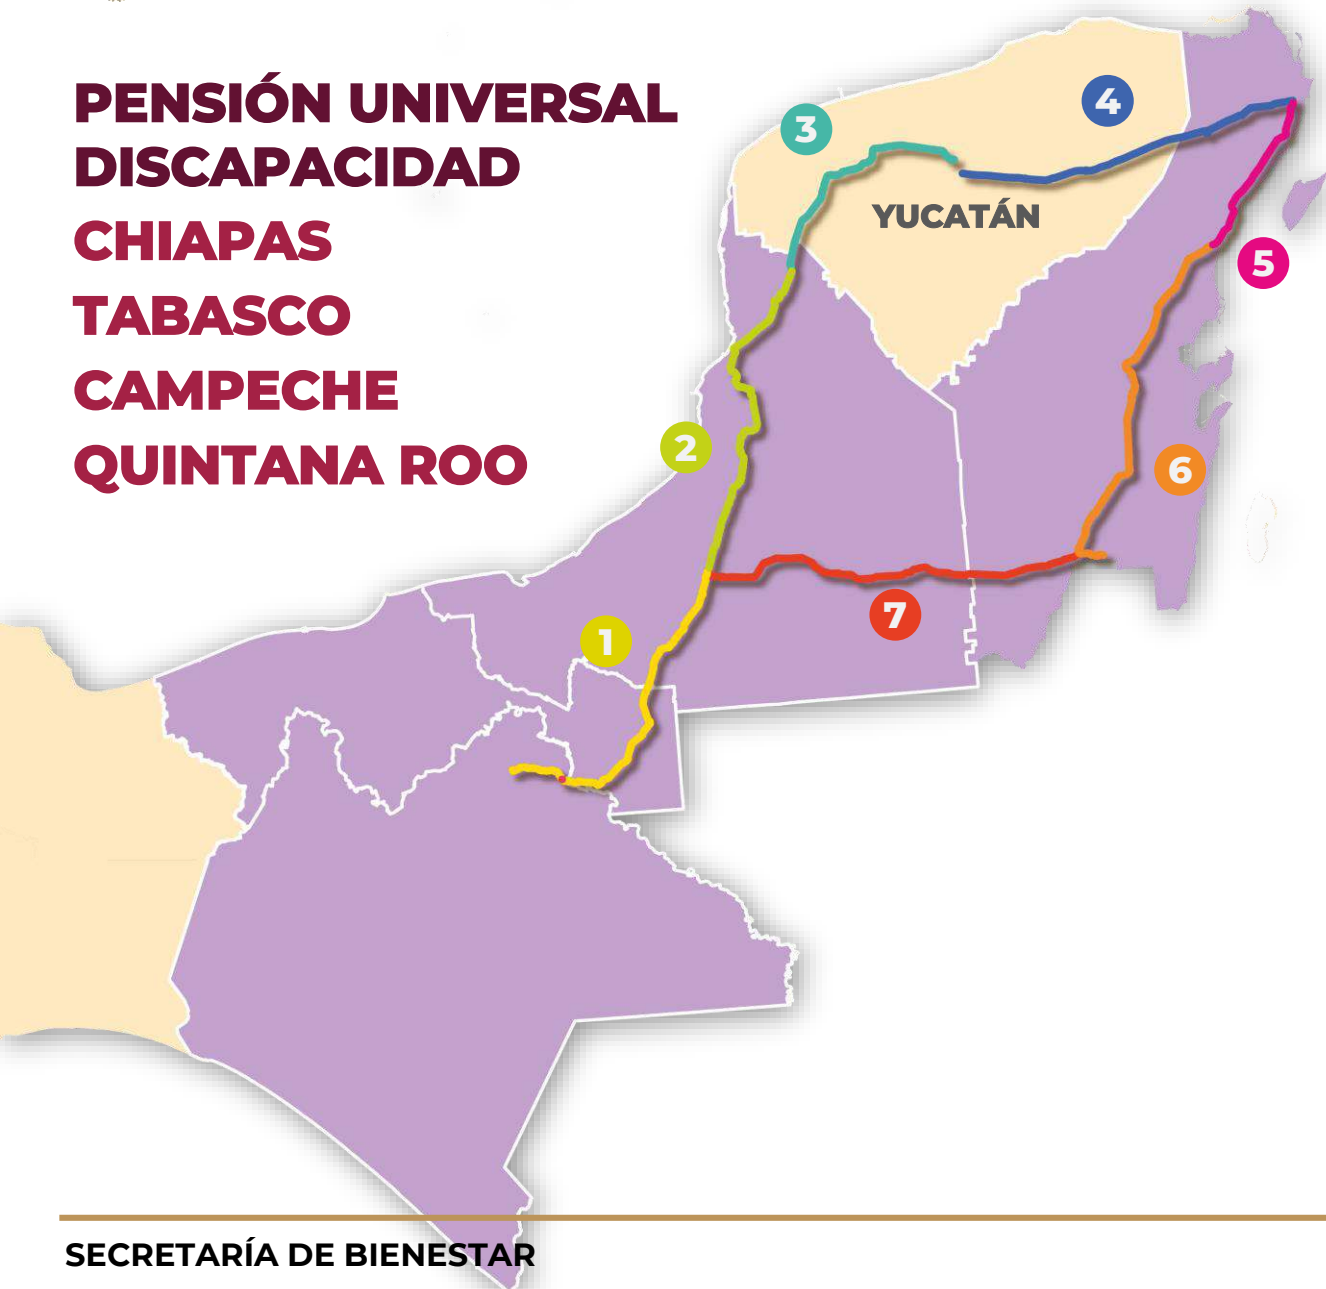 PENSIÓN UNIVERSAL
DISCAPACIDAD
CHIAPAS
TABASCO
CAMPECHE
QUINTANA ROO
3
4
YUCATÁN
5
2
6
7
1
SECRETARÍA DE BIENESTAR